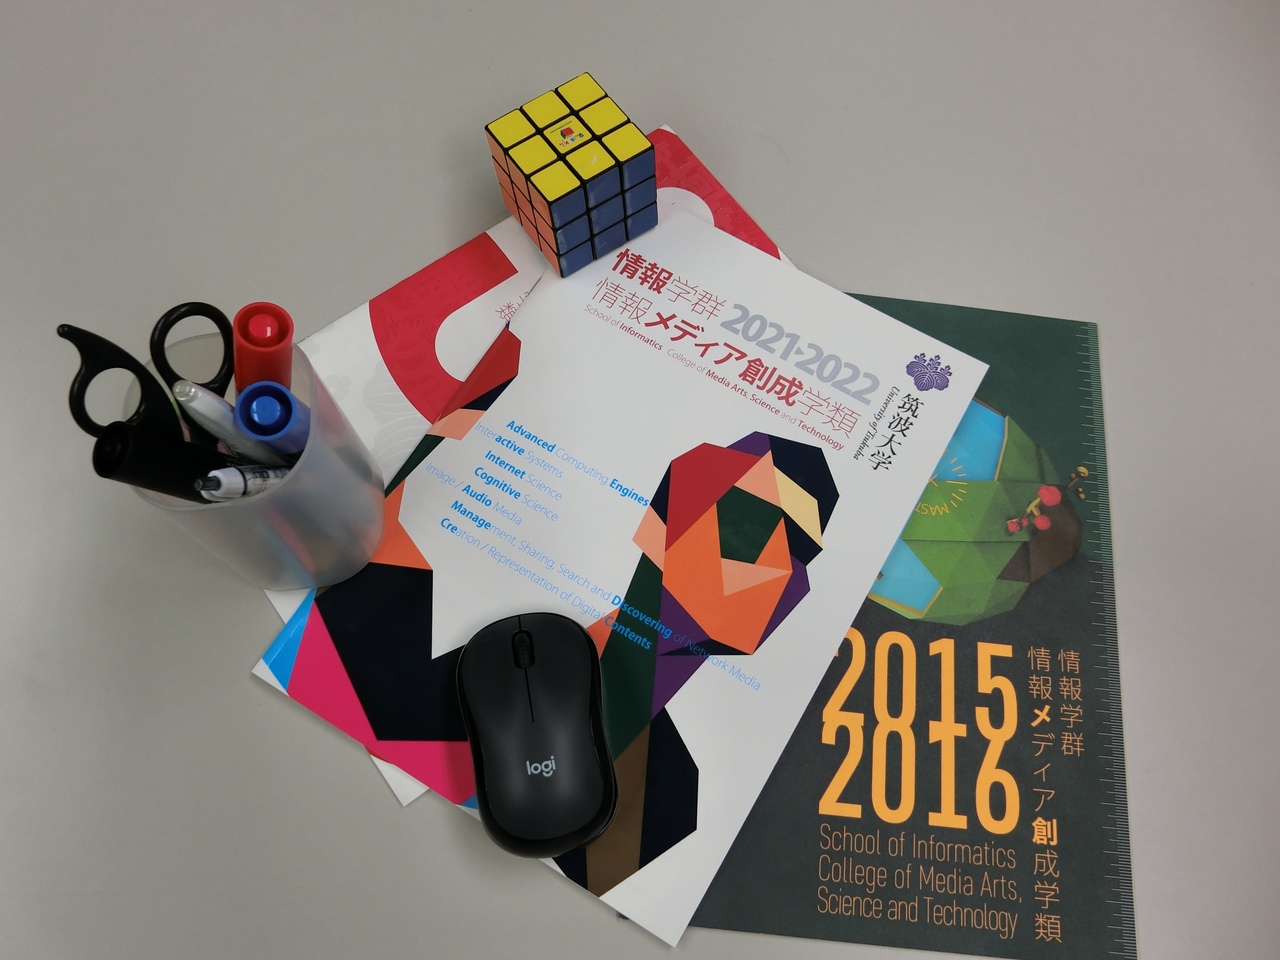 情報学群 2021▸2022
情報メディア創成学類
School of Informatics College of Media Arts, Science and Technology
筑波大学
University of Tsukuba
Advanced Computing Engines
Interactive Systems
Internet Science
Cognitive Science
Image / Audio Media
Management, Sharing, Search and Discovering of Network Media
Creation / Representation of Digital Contents
類
logi
MAST
2015
2016
School of Informatics
College of Media Arts,
Science and Technology
情報学群
情報メディア創成学類